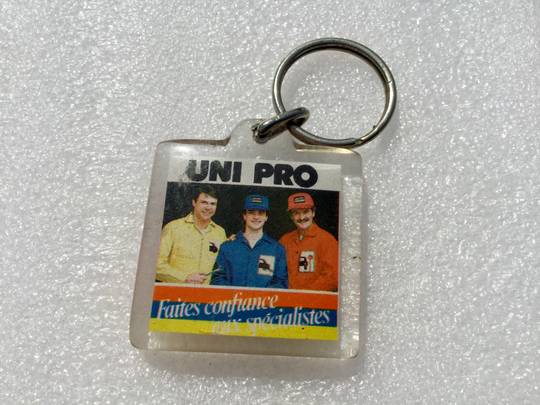 UNI PRO
Faites confiance
aux spécialistes